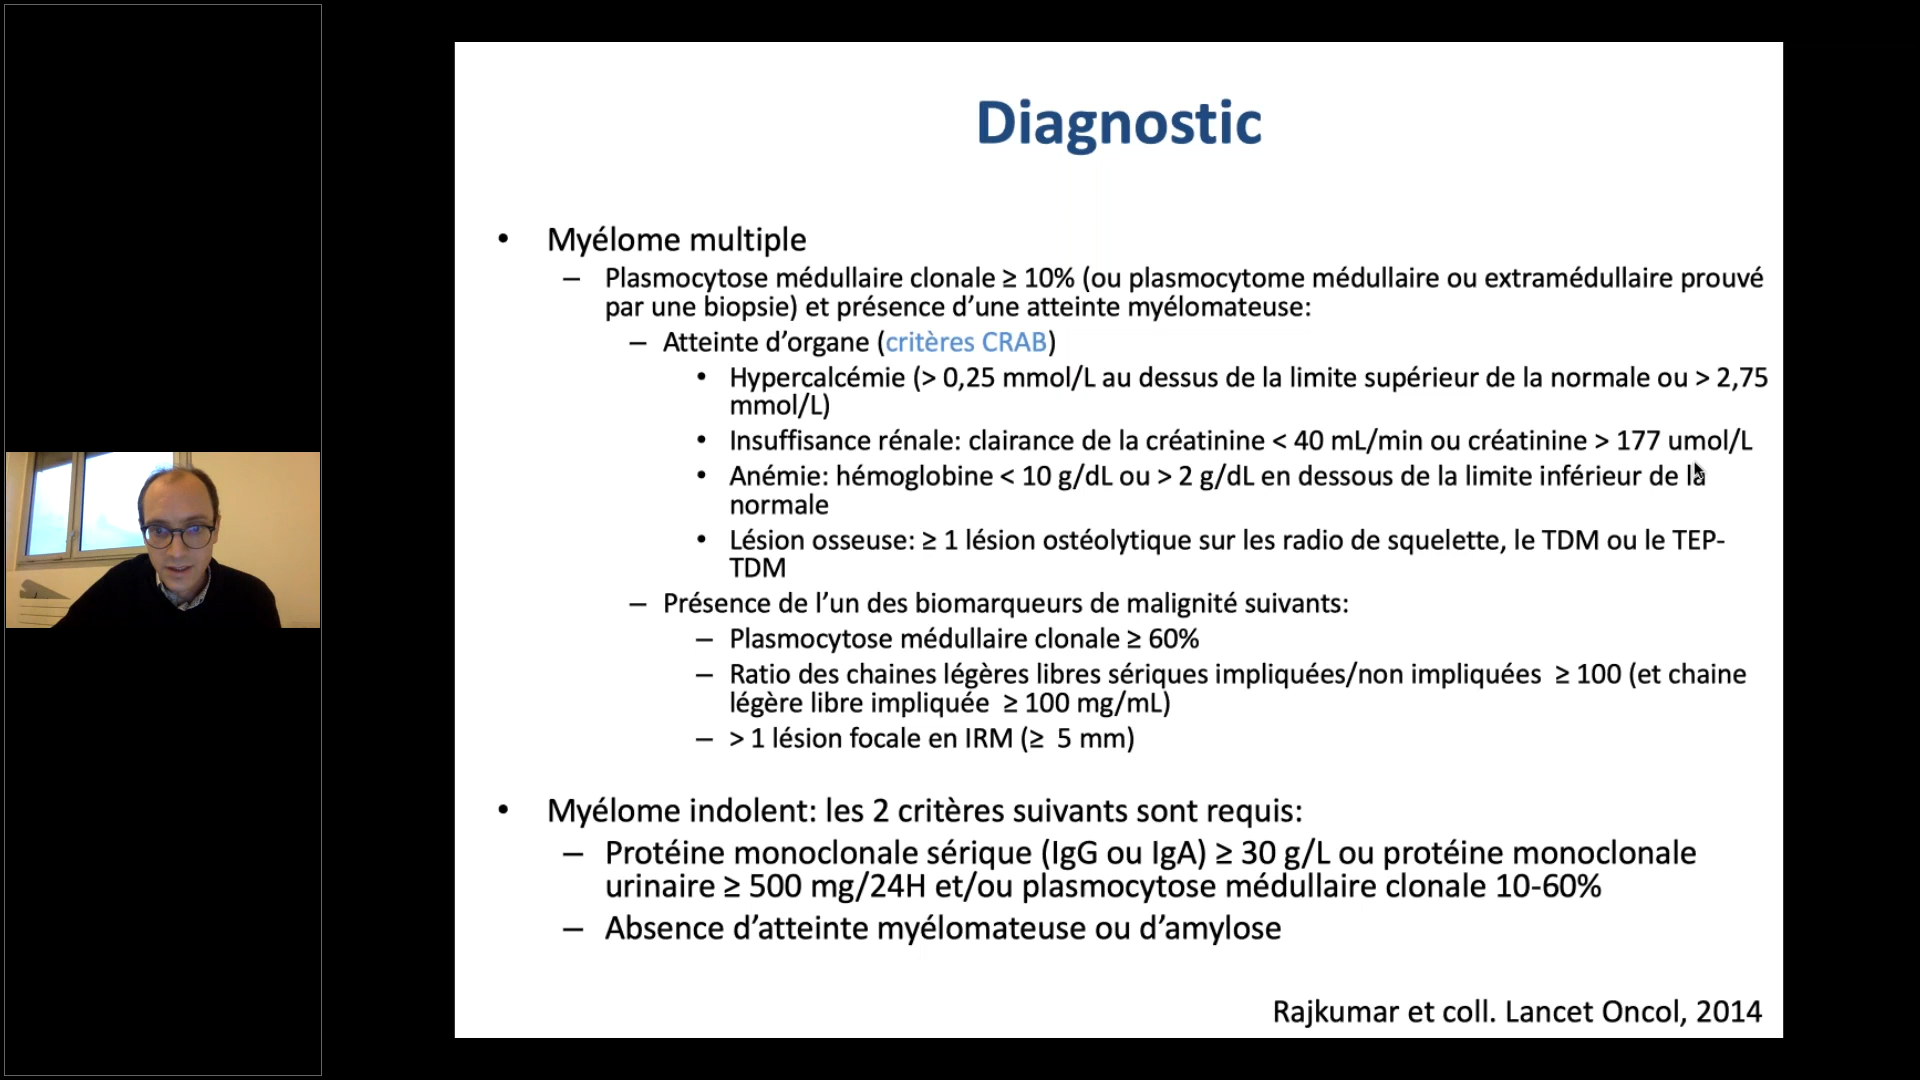 Diagnostic
• Myélome multiple
– Plasmocytose médullaire clonale ≥ 10% (ou plasmocytome médullaire ou extramédullaire prouvé
par une biopsie) et présence d’une atteinte myélomateuse:
– Atteinte d’organe (critères CRAB)
• Hypercalcémie (> 0,25 mmol/L au dessus de la limite supérieur de la normale ou > 2,75
mmol/L)
• Insuffisance rénale: clairance de la créatinine < 40 mL/min ou créatinine > 177 umol/L
• Anémie: hémoglobine < 10 g/dL ou > 2 g/dL en dessous de la limite inférieur de la
normale
• Lésion osseuse: ≥ 1 lésion ostéolytique sur les radio de squelette, le TDM ou le TEP-
TDM
– Présence de l’un des biomarqueurs de malignité suivants:
– Plasmocytose médullaire clonale ≥ 60%
– Ratio des chaines légères libres sériques impliquées/non impliquées ≥ 100 (et chaine
légère libre impliquée ≥ 100 mg/mL)
– > 1 lésion focale en IRM (≥ 5 mm)
• Myélome indolent: les 2 critères suivants sont requis:
– Protéine monoclonale sérique (IgG ou IgA) ≥ 30 g/L ou protéine monoclonale
urinaire ≥ 500 mg/24H et/ou plasmocytose médullaire clonale 10-60%
– Absence d’atteinte myélomateuse ou d’amylose
Rajkumar et coll. Lancet Oncol, 2014